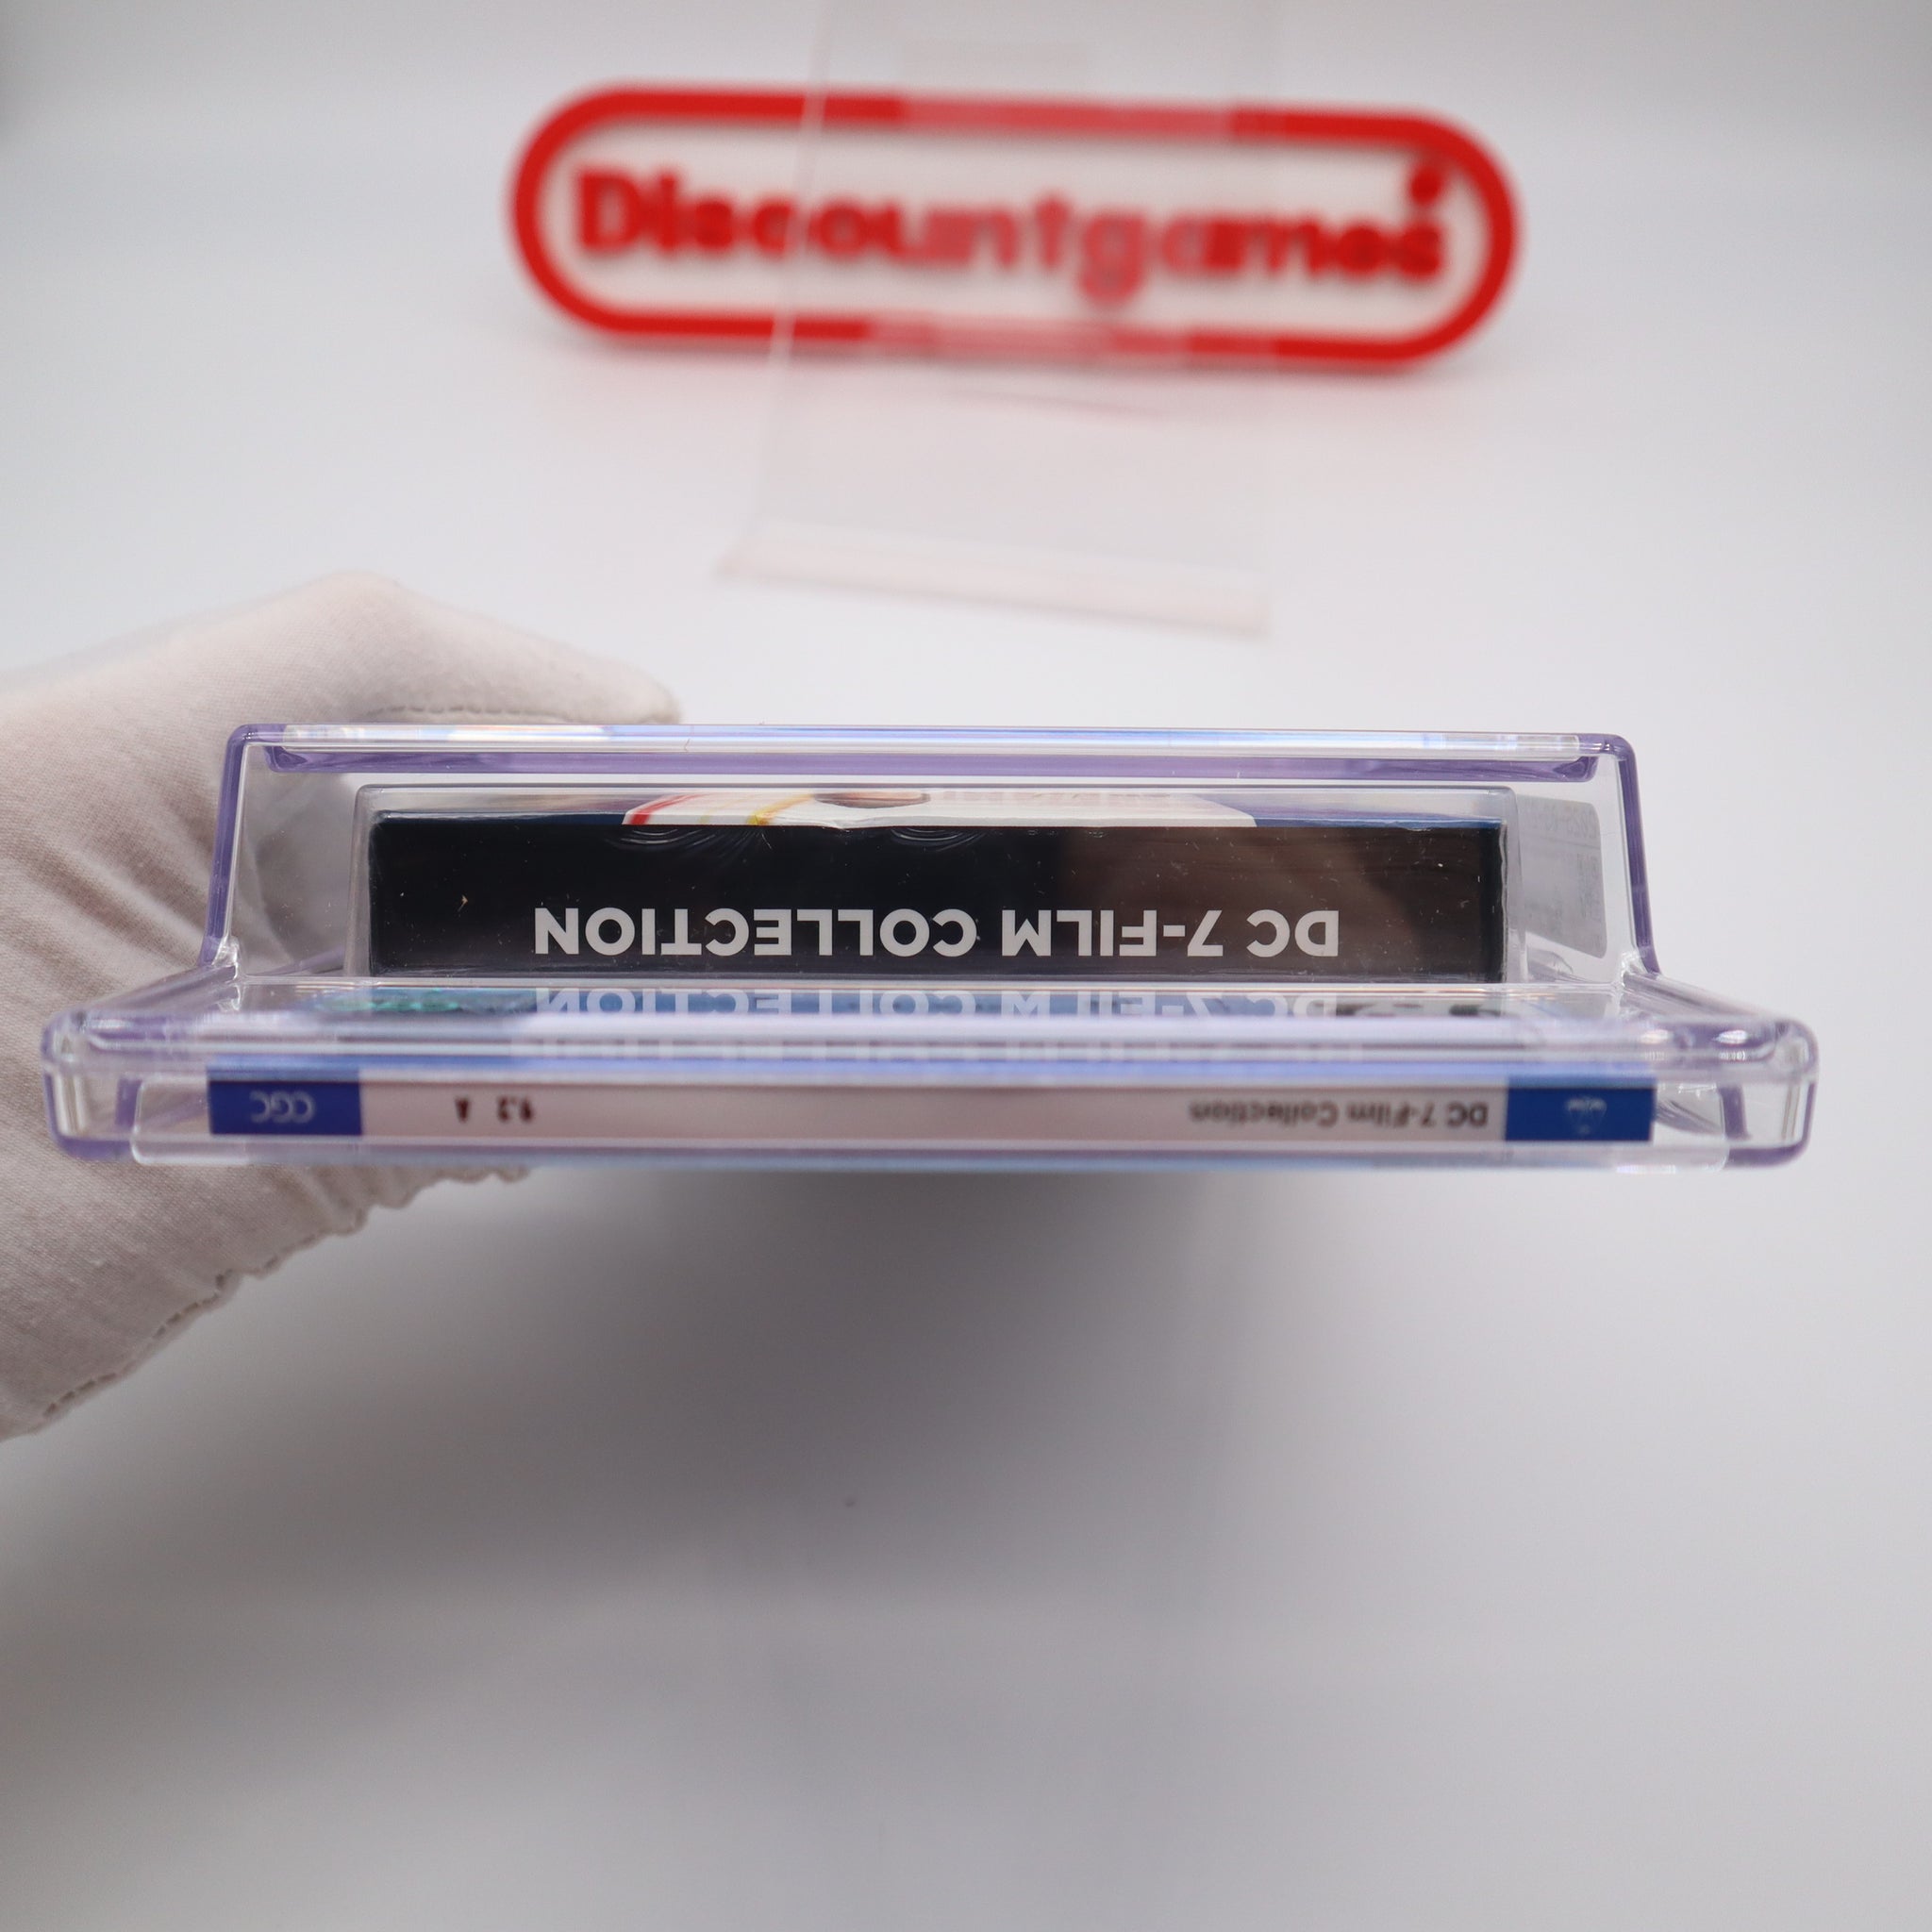 Discountgames
DC 7-FILM COLLECTION
DC 7-Film Collection 9.2 A CGC